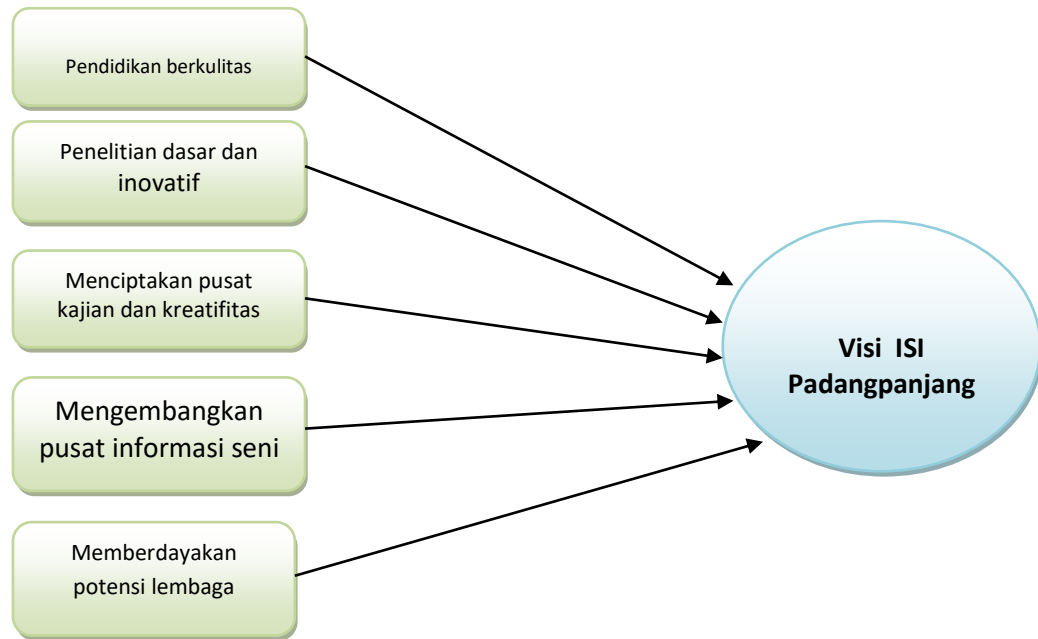 Pendidikan berkulitas
Penelitian dasar dan
inovatif
Menciptakan pusat
kajian dan kreatifitas
Mengembangkan
pusat informasi seni
Memberdayakan
potensi lembaga
Visi ISI
Padangpanjang